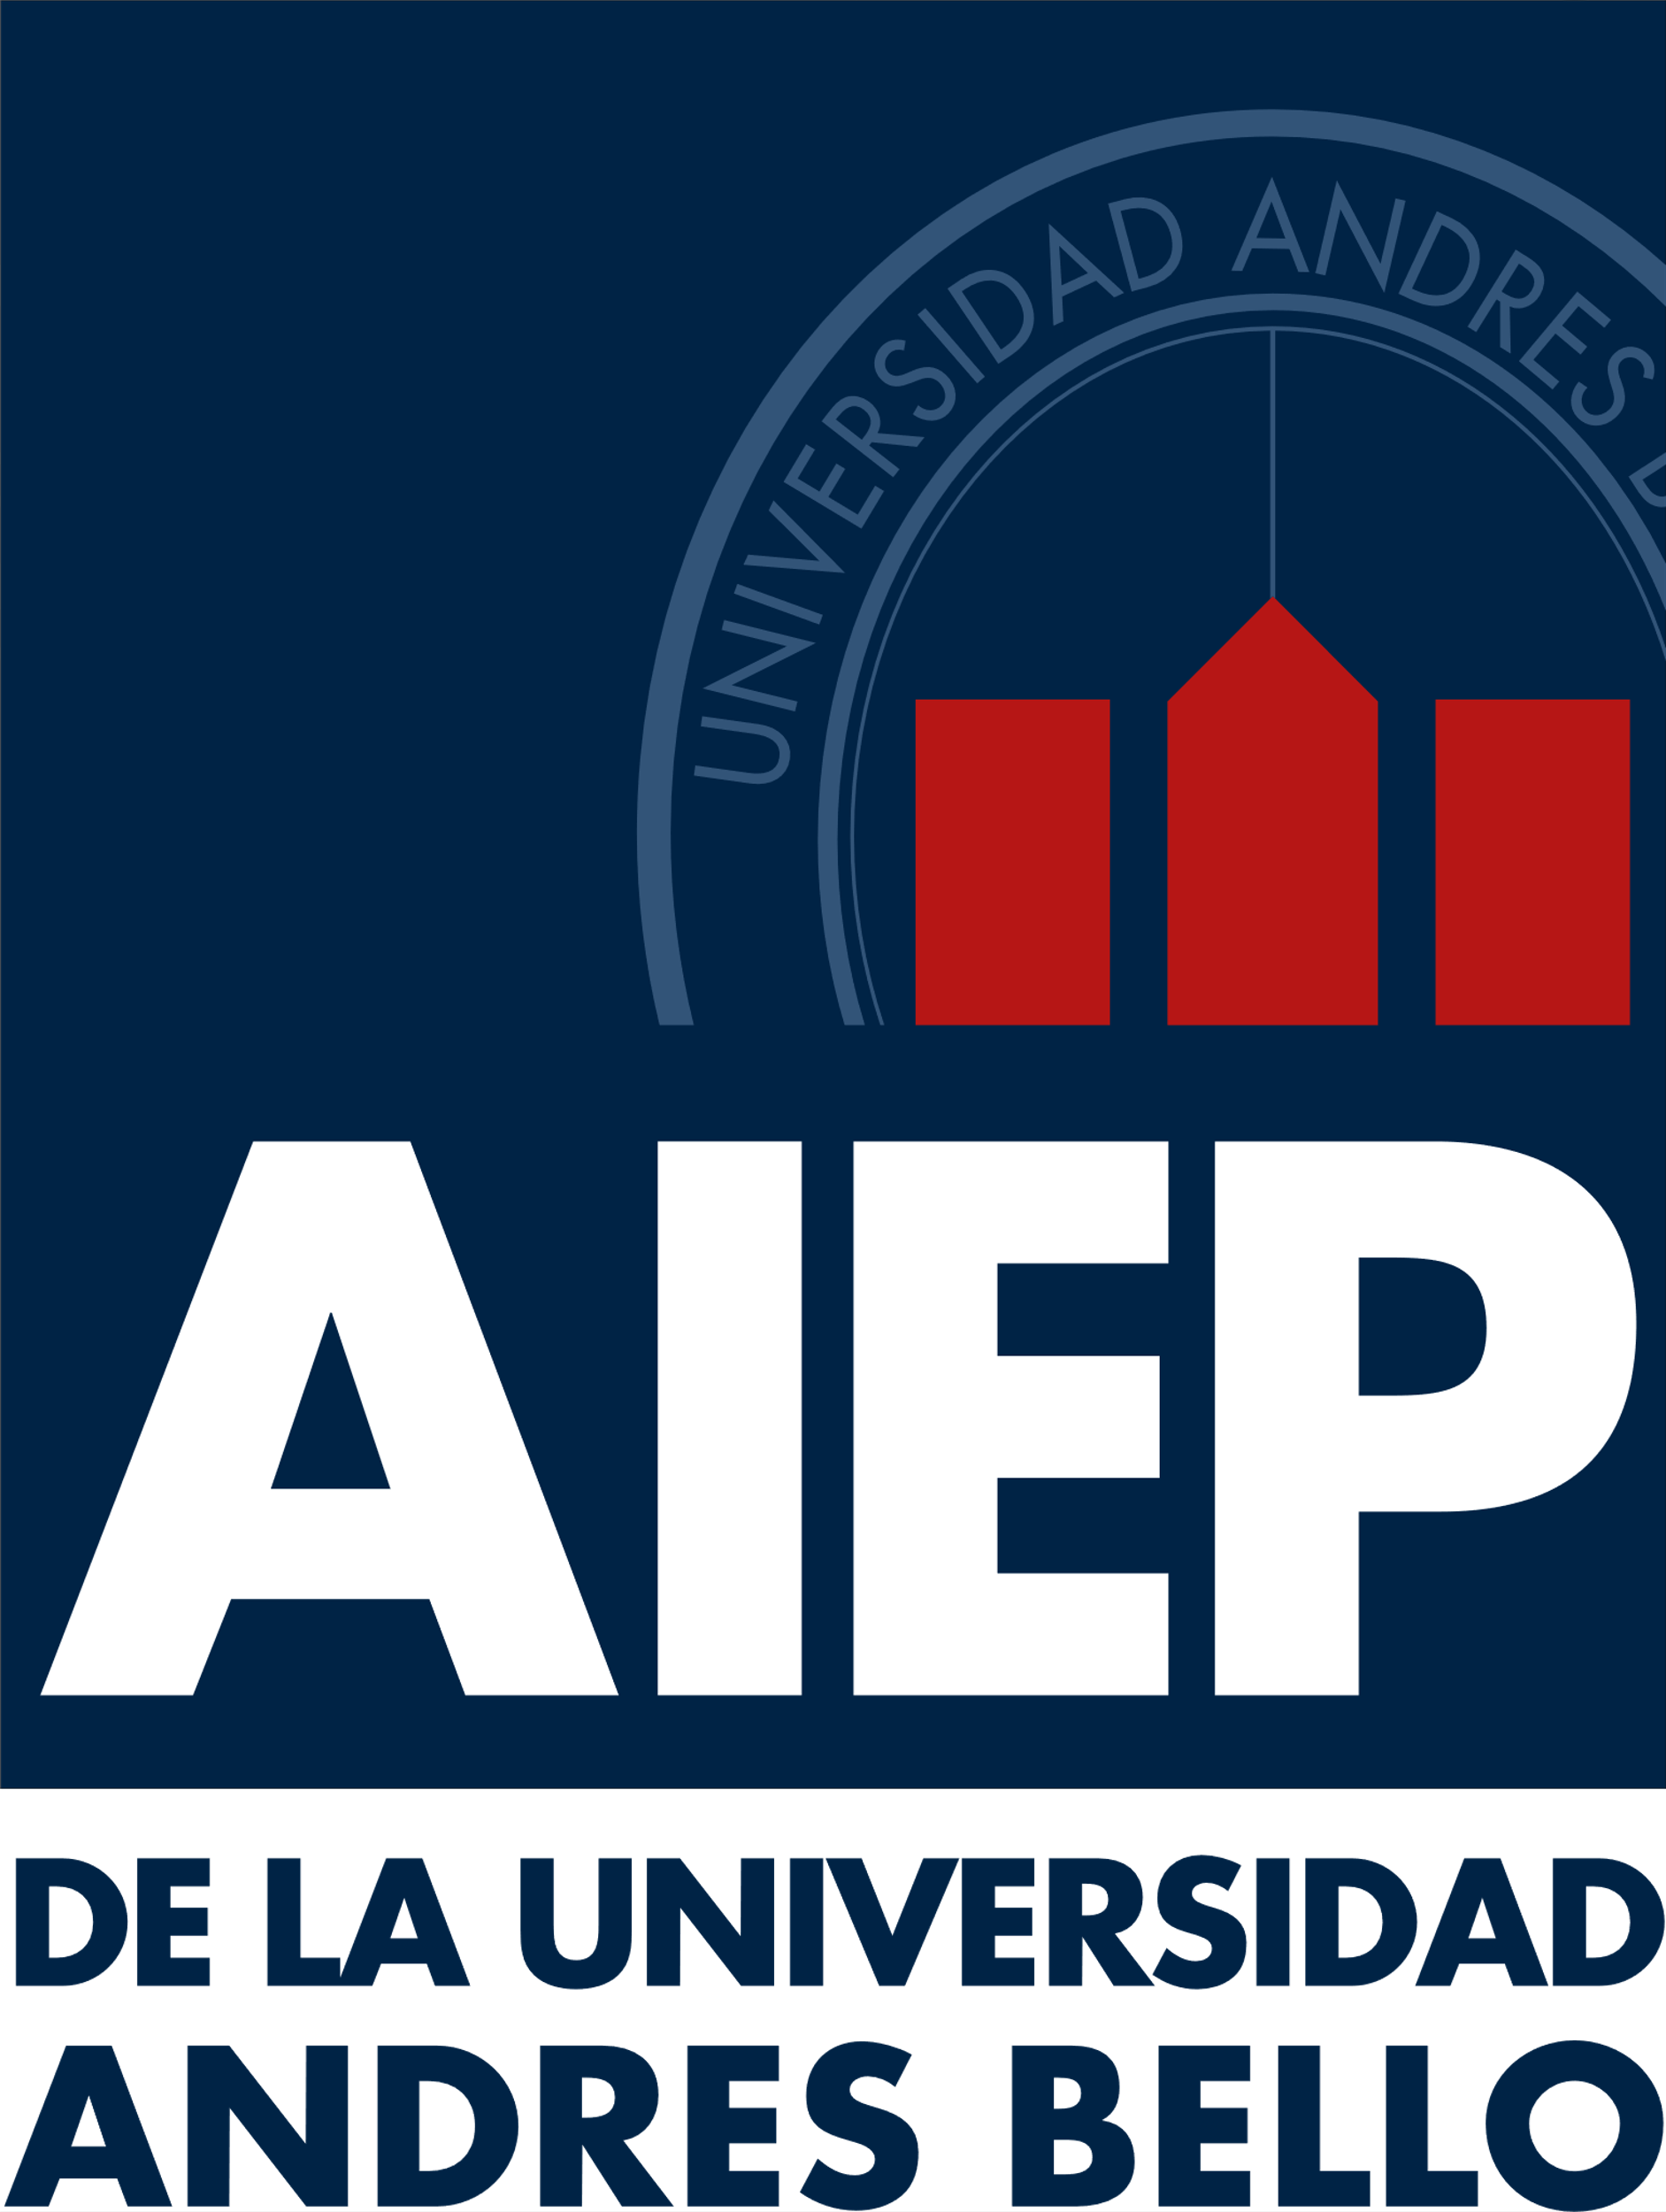 UNIVERSIDAD ANDRES
AIEP
DE LA UNIVERSIDAD
ANDRES BELLO